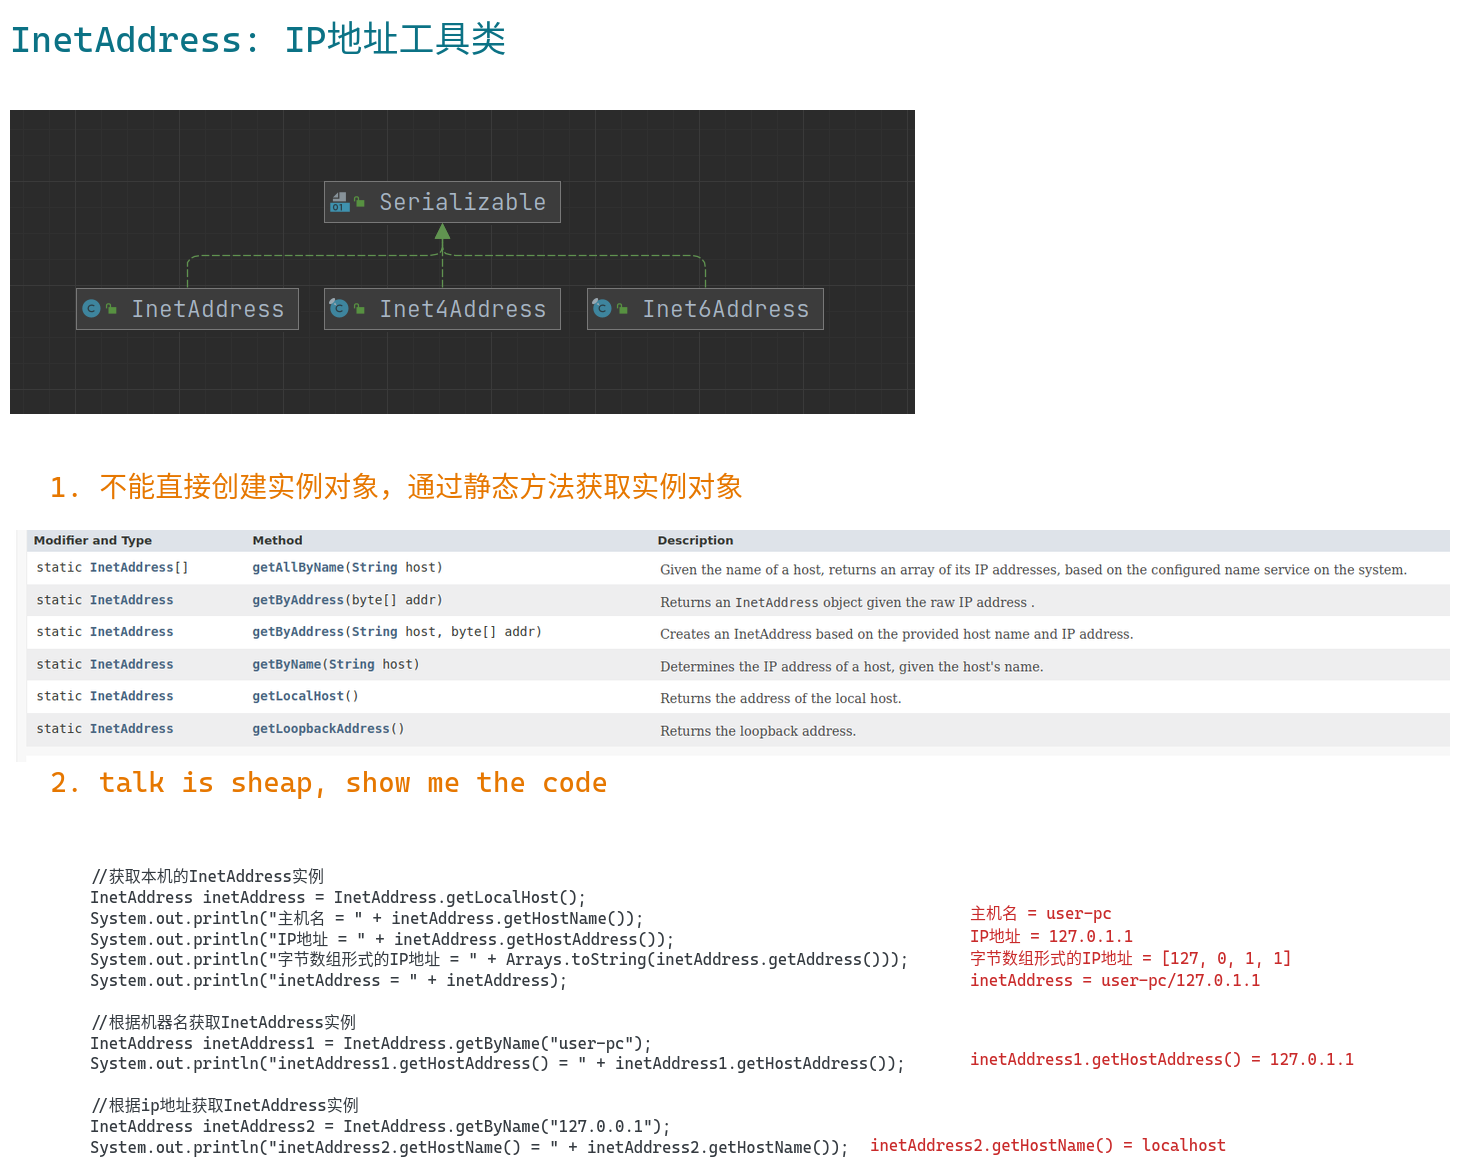 InetAddress: IP地址工具类
Serializable
InetAddress Inet4Address Inet6Address
1. 不能直接创建实例对象，通过静态方法获取实例对象
Modifier and Type Method Description
static InetAddress[] getAllByName(String host) Given the name of a host, returns an array of its IP addresses, based on the configured name service on the system.
static InetAddress getByAddress(byte[] addr) Returns an InetAddress object given the raw IP address .
static InetAddress getByAddress(String host, byte[] addr) Creates an InetAddress based on the provided host name and IP address.
static InetAddress getByName(String host) Determines the IP address of a host, given the host's name.
static InetAddress getLocalHost() Returns the address of the local host.
static InetAddress getLoopbackAddress() Returns the loopback address.
2. talk is sheap, show me the code
//获取本机的InetAddress实例
InetAddress inetAddress = InetAddress.getLocalHost();
System.out.println("主机名 = " + inetAddress.getHostName());
System.out.println("IP地址 = " + inetAddress.getHostAddress());
System.out.println("字节数组形式的IP地址 = " + Arrays.toString(inetAddress.getAddress()));
System.out.println("inetAddress = " + inetAddress);
主机名 = user-pc
IP地址 = 127.0.1.1
字节数组形式的IP地址 = [127, 0, 1, 1]
inetAddress = user-pc/127.0.1.1
//根据机器名获取InetAddress实例
InetAddress inetAddress1 = InetAddress.getByName("user-pc");
System.out.println("inetAddress1.getHostAddress() = " + inetAddress1.getHostAddress());
inetAddress1.getHostAddress() = 127.0.1.1
//根据ip地址获取InetAddress实例
InetAddress inetAddress2 = InetAddress.getByName("127.0.0.1");
System.out.println("inetAddress2.getHostName() = " + inetAddress2.getHostName());
inetAddress2.getHostName() = localhost